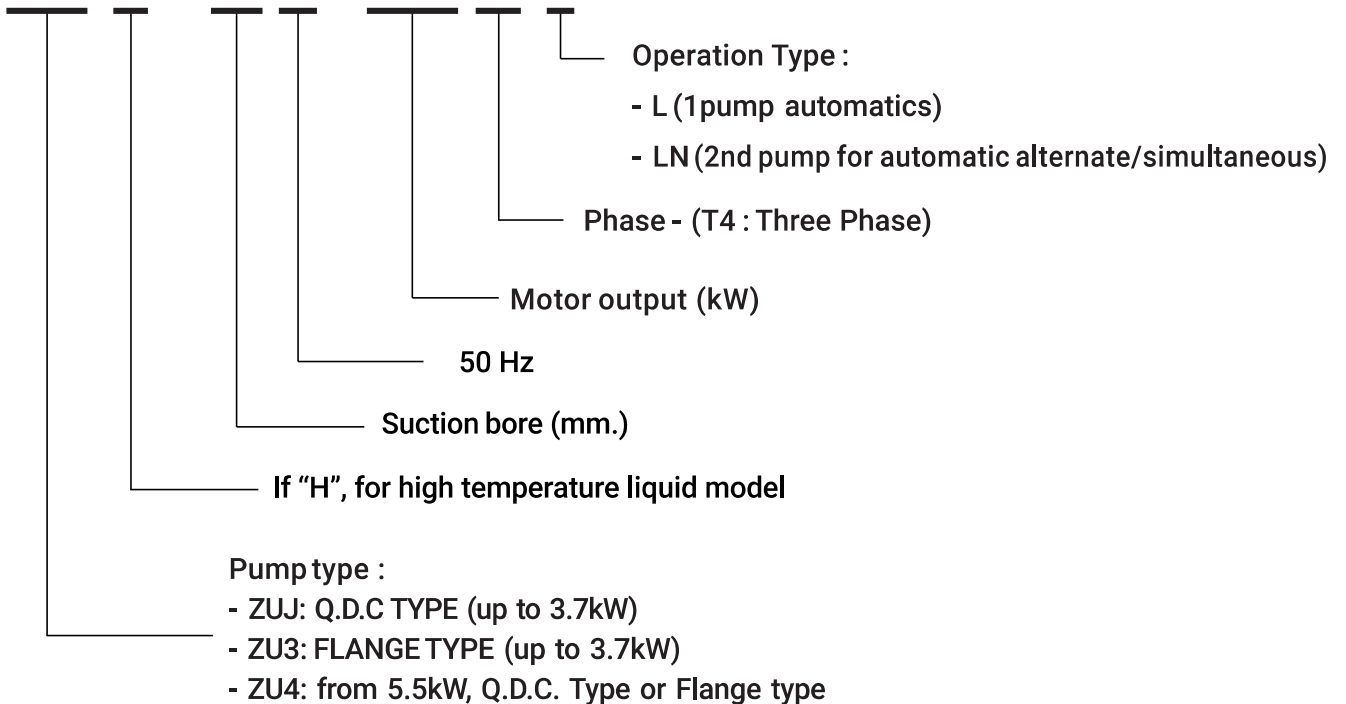 Operation Type :
- L (1pump automatics)
- LN (2nd pump for automatic alternate/simultaneous)
Phase - (T4 : Three Phase)
Motor output (kW)
50 Hz
Suction bore (mm.)
If “H”, for high temperature liquid model
Pump type :
- ZUJ: Q.D.C TYPE (up to 3.7kW)
- ZU3: FLANGE TYPE (up to 3.7kW)
- ZU4: from 5.5kW, Q.D.C. Type or Flange type